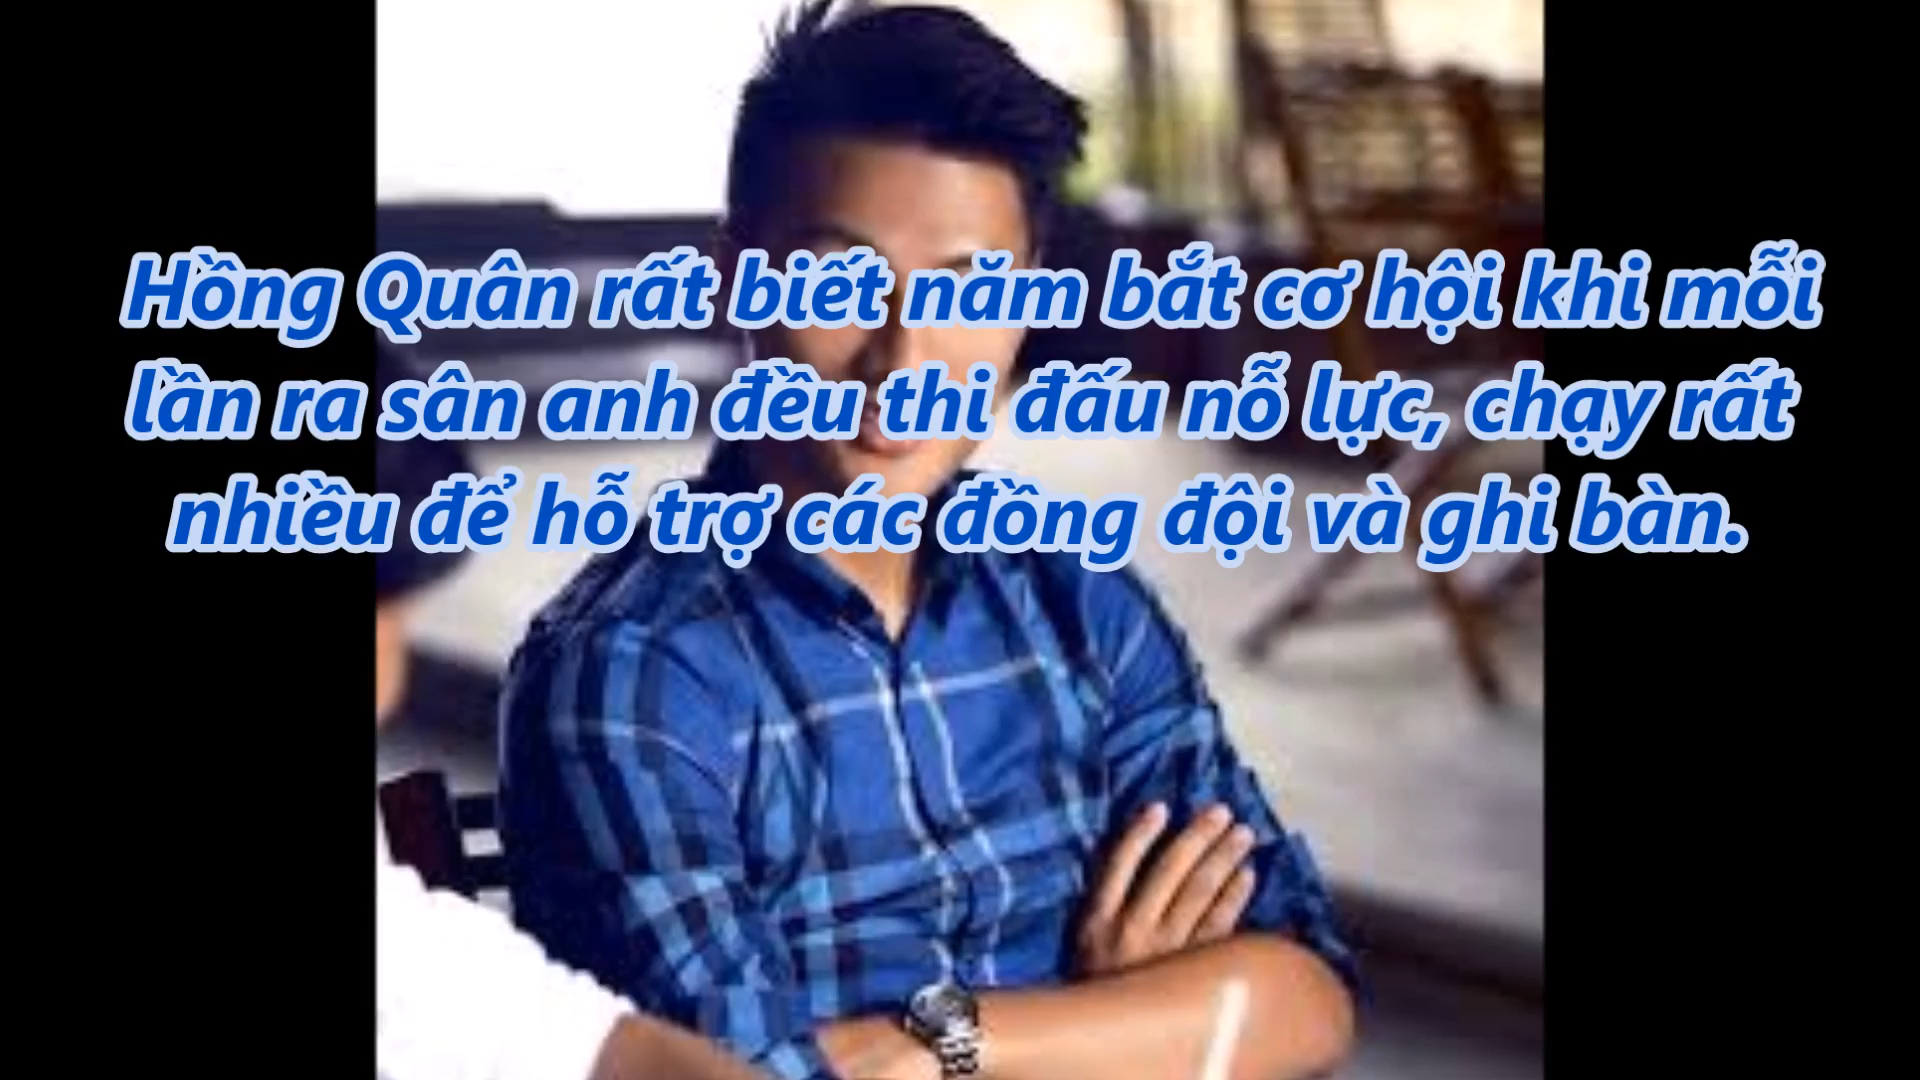 Hồng Quân rất biết năm bắt cơ hội khi mỗi
lần ra sân anh đều thi đấu nỗ lực, chạy rất
nhiều để hỗ trợ các đồng đội và ghi bàn.